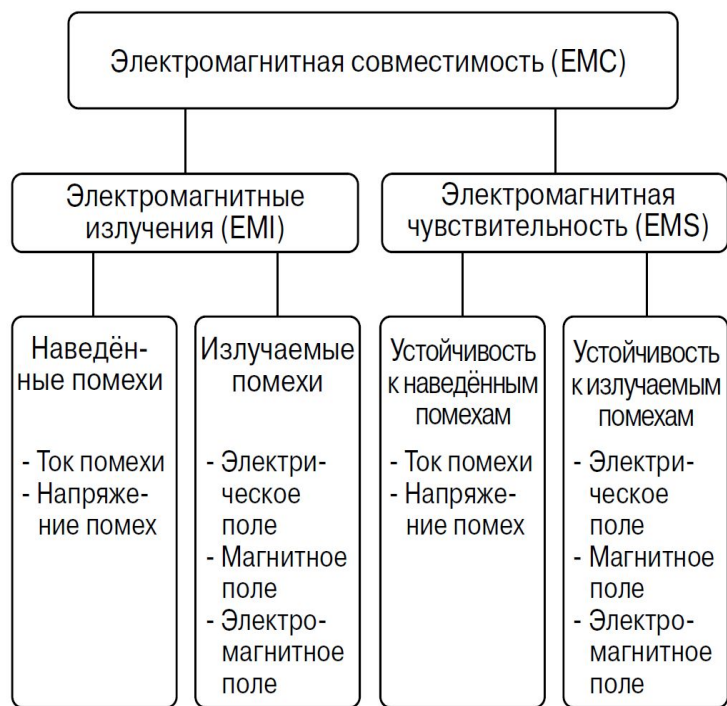 Электромагнитная совместимость (EMC)
Электромагнитные
излучения (EMI)
Электромагнитная
чувствительность (EMS)
Наведён-
ные помехи
- Ток помехи
- Напряже-
ние помех
Излучаемые
помехи
- Электри-
ческое
поле
- Магнитное
поле
- Электро-
магнитное
поле
Устойчивость
к наведённым
помехам
- Ток помехи
- Напряже-
ние помех
Устойчивость
к излучаемым
помехам
- Электри-
ческое
поле
- Магнитное
поле
- Электро-
магнитное
поле